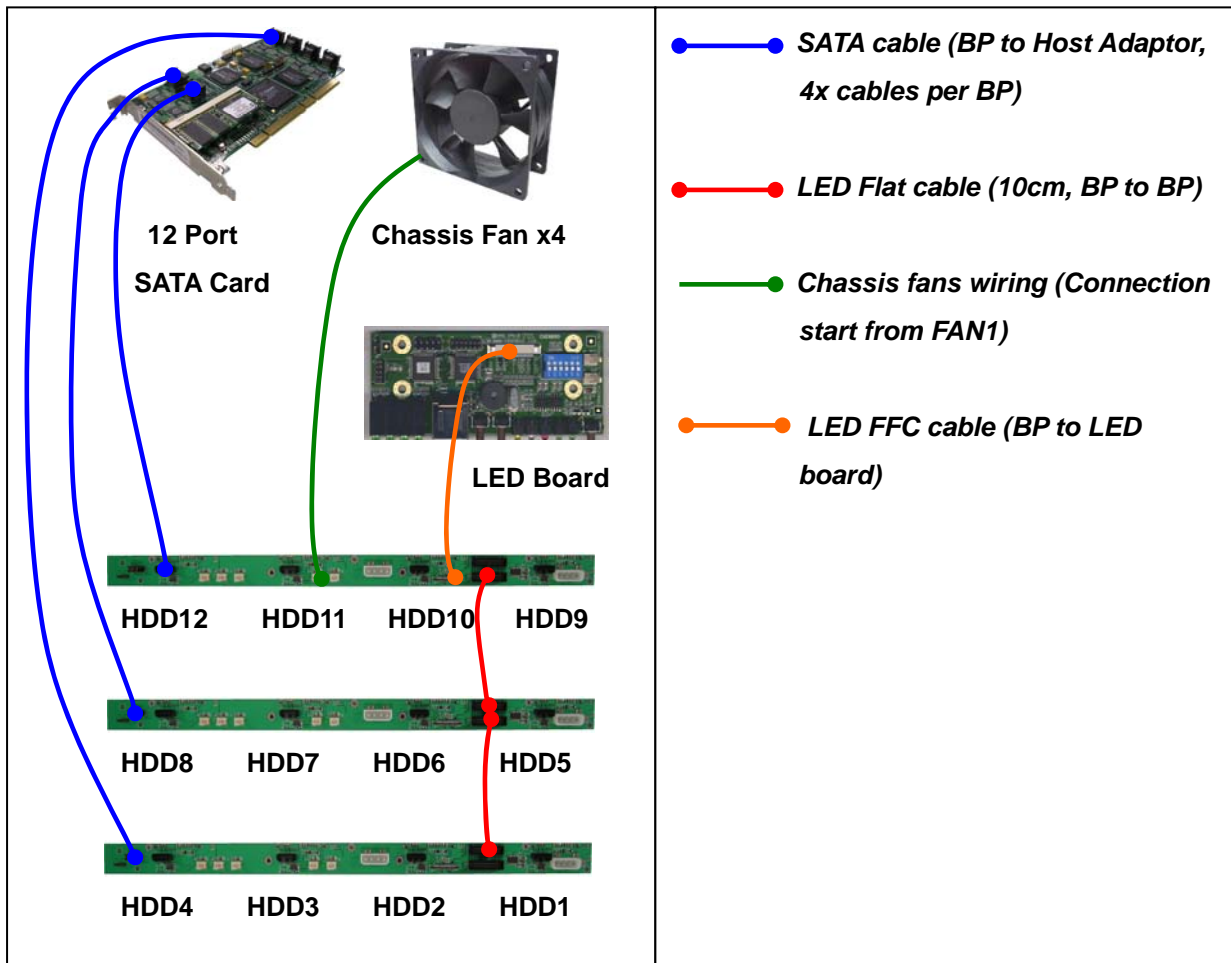 12 Port
SATA Card
Chassis Fan x4
LED Board
HDD12 HDD11 HDD10 HDD9
HDD8 HDD7 HDD6 HDD5
HDD4 HDD3 HDD2 HDD1
SATA cable (BP to Host Adaptor,
4x cables per BP)
LED Flat cable (10cm, BP to BP)
Chassis fans wiring (Connection
start from FAN1)
LED FFC cable (BP to LED
board)